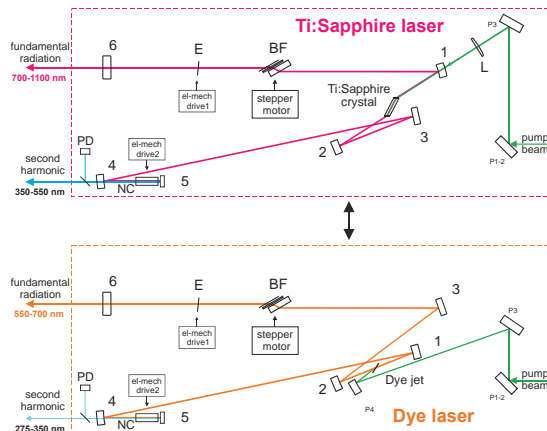 Ti:Sapphire laser
P3
6
E
BF
1
L
fundamental
radiation
700-1100 nm
el-mech
drive1
stepper
motor
Ti:Sapphire
crystal
3
2
PD
el-mech
drive2
pump
beam
P1-2
second
harmonic
4
NC
5
350-550 nm
6
E
BF
3
fundamental
radiation
550-700 nm
el-mech
drive1
stepper
motor
P3
1
2
Dye jet
PD
el-mech
drive2
pump
beam
P1-2
second
harmonic
4
NC
5
P4
Dye laser
275-350 nm